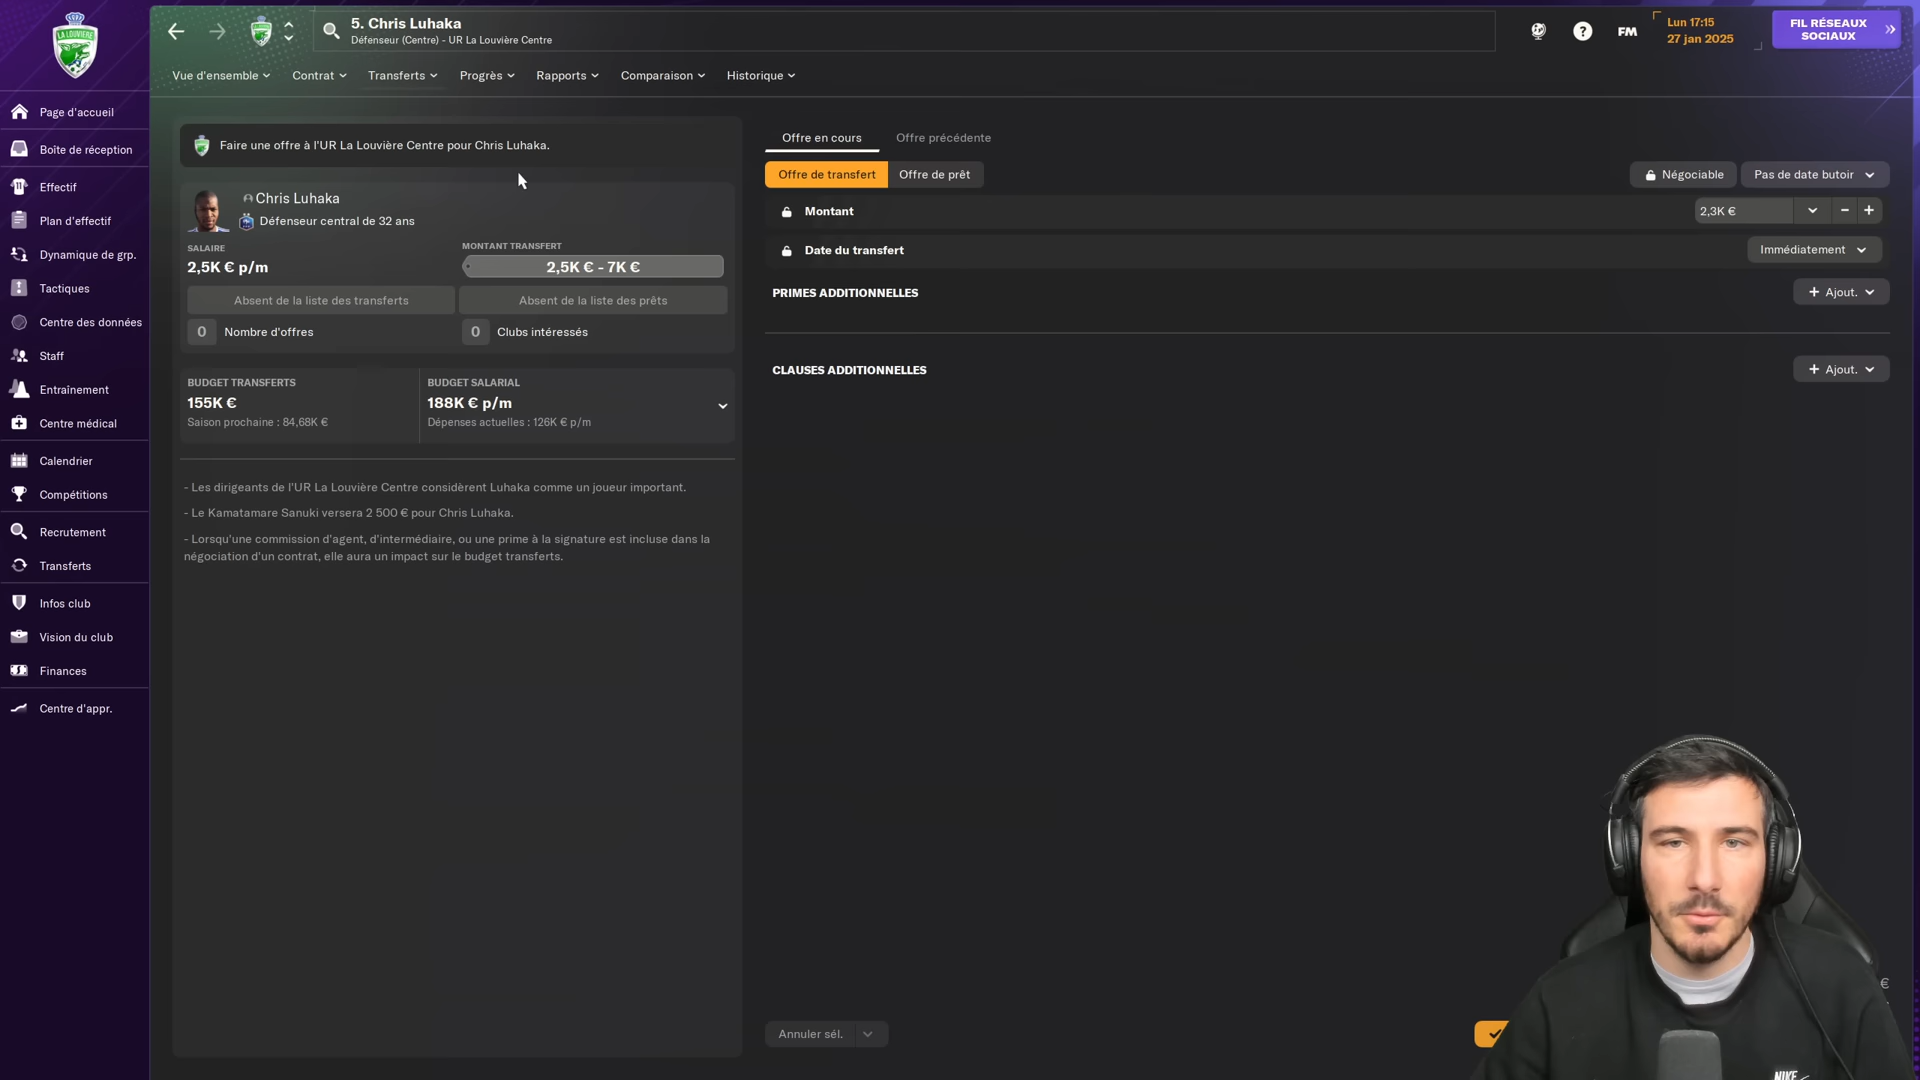 LA LOUVIÈRE
5. Chris Luhaka
Défenseur (Centre) - UR La Louvière Centre
FM
Lun 17:15
27 jan 2025
FIL RÉSEAUX
SOCIAUX
Vue d'ensemble
Contrat
Transferts
Progrès
Rapports
Comparaison
Historique
Page d'accueil
Boîte de réception
Effectif
Plan d'effectif
Dynamique de grp.
Tactiques
Centre des données
Staff
Entraînement
Centre médical
Calendrier
Compétitions
Recrutement
Transferts
Infos club
Vision du club
Finances
Centre d'appr.
Faire une offre à l'UR La Louvière Centre pour Chris Luhaka.
Chris Luhaka
Défenseur central de 32 ans
SALAIRE
2,5K € p/m
MONTANT TRANSFERT
2,5K € - 7K €
Absent de la liste des transferts
Absent de la liste des prêts
0 Nombre d'offres
0 Clubs intéressés
BUDGET TRANSFERTS
155K €
Saison prochaine : 84,68K €
BUDGET SALARIAL
188K € p/m
Dépenses actuelles : 126K € p/m
- Les dirigeants de l'UR La Louvière Centre considèrent Luhaka comme un joueur important.
- Le Kamatamare Sanuki versera 2 500 € pour Chris Luhaka.
- Lorsqu'une commission d'agent, d'intermédiaire, ou une prime à la signature est incluse dans la
négociation d'un contrat, elle aura un impact sur le budget transferts.
Offre en cours
Offre précédente
Offre de transfert
Offre de prêt
Négociable
Pas de date butoir
Montant
2,3K €
Date du transfert
Immédiatement
PRIMES ADDITIONNELLES
+ Ajout.
CLAUSES ADDITIONNELLES
+ Ajout.
Annuler sél.
€
NIKE